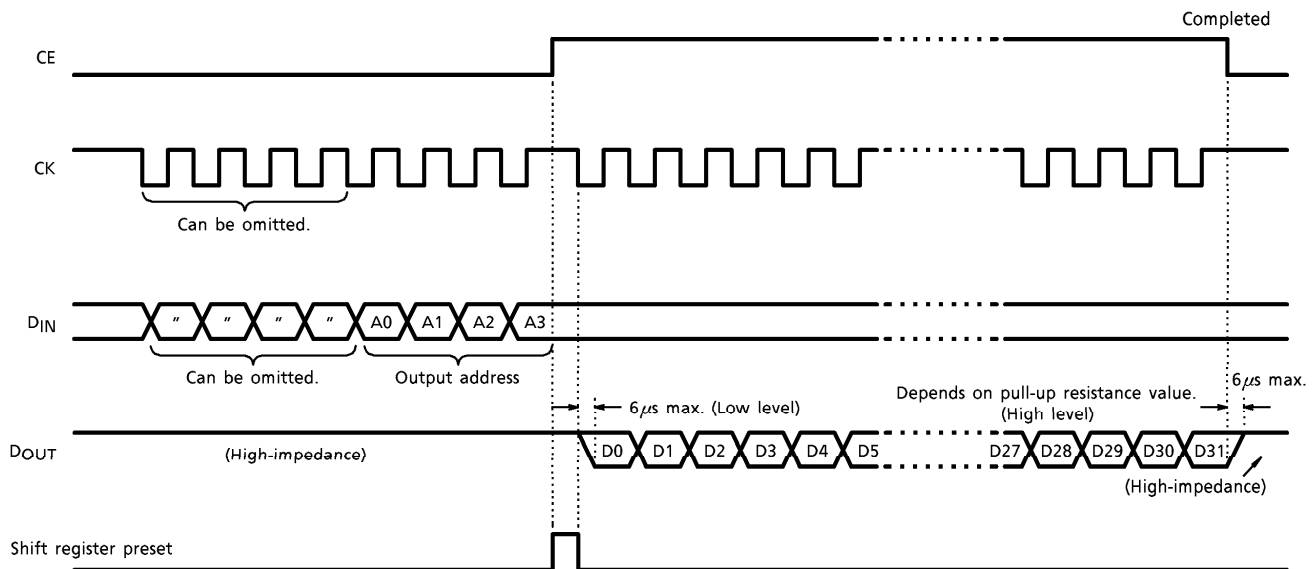 Completed
CE
CK
Can be omitted.
DIN
〃 〃 〃 〃 A0 A1 A2 A3
Can be omitted.
Output address
6μs max. (Low level)
Depends on pull-up resistance value.
(High level)
6μs max.
DOUT
(High-impedance)
D0 D1 D2 D3 D4 D5 D27 D28 D29 D30 D31
(High-impedance)
Shift register preset